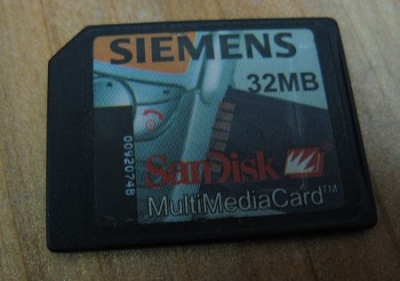 SIEMENS
32MB
00920748
SanDisk
MultiMediaCard™